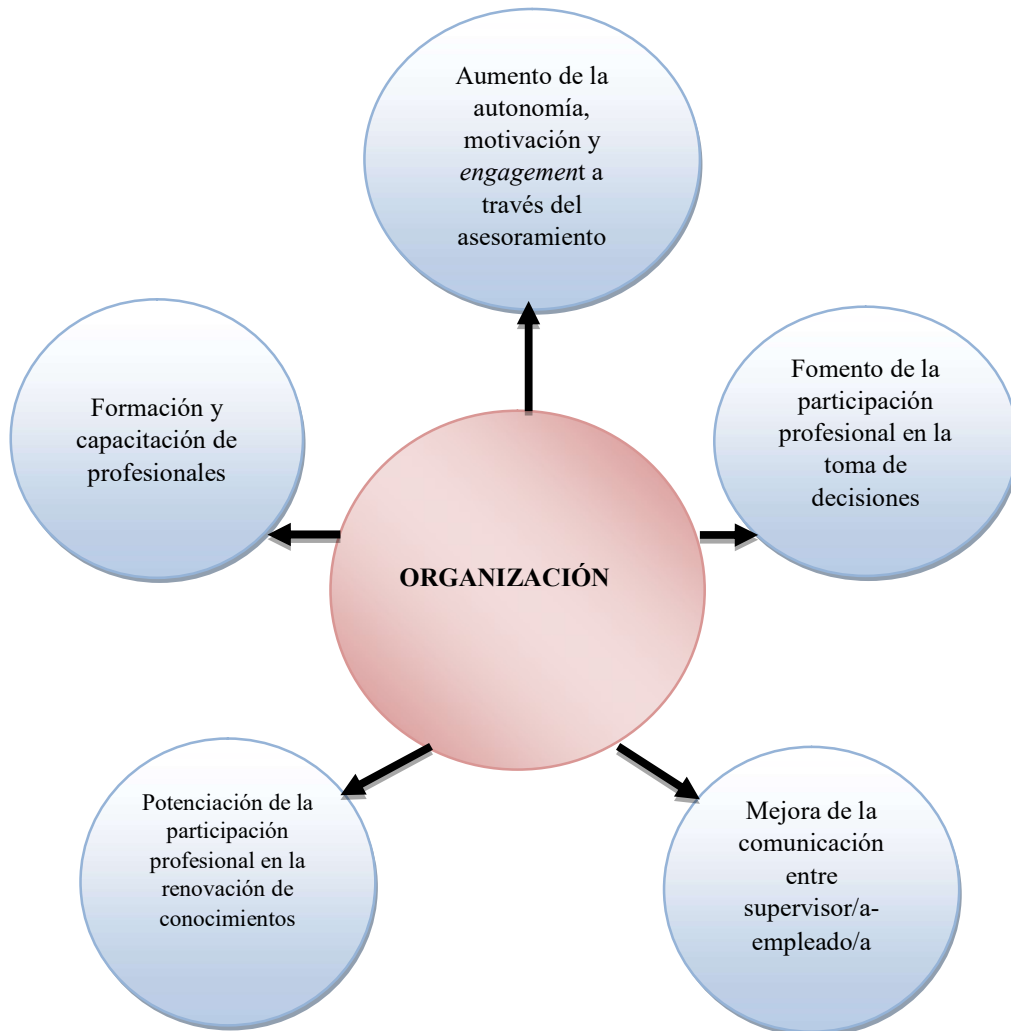 Aumento de la
autonomía,
motivación y
engagement a
través del
asesoramiento
Formación y
capacitación de
profesionales
Fomento de la
participación
profesional en la
toma de
decisiones
ORGANIZACIÓN
Potenciación de la
participación
profesional en la
renovación de
conocimientos
Mejora de la
comunicación
entre
supervisor/a-
empleado/a